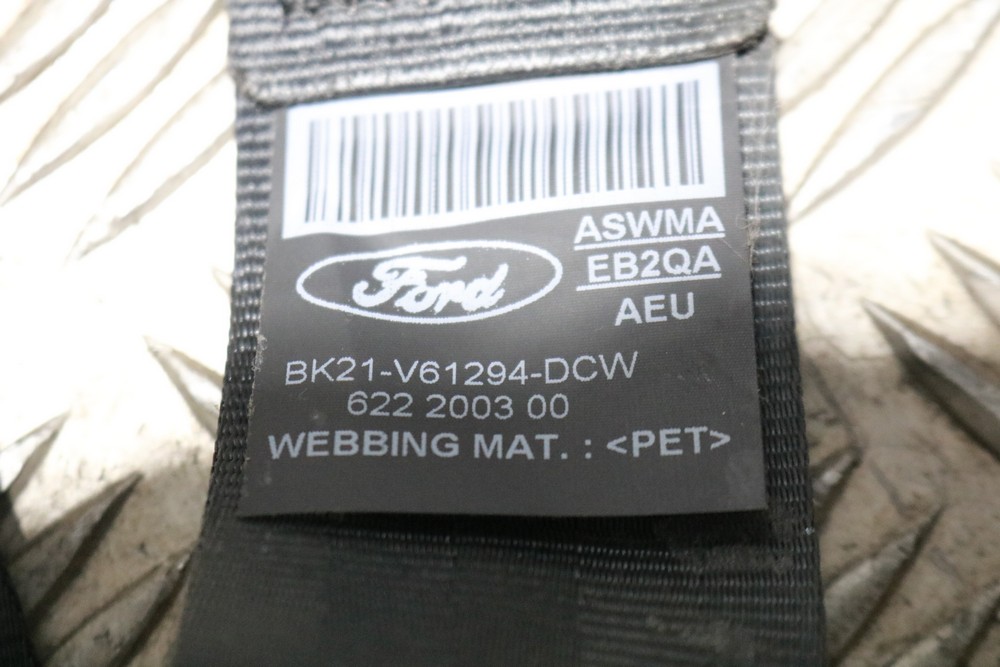 ASWMA
Ford
EB2QA
AEU
BK21-V61294-DCW
622 2003 00
WEBBING MAT. : <PET>